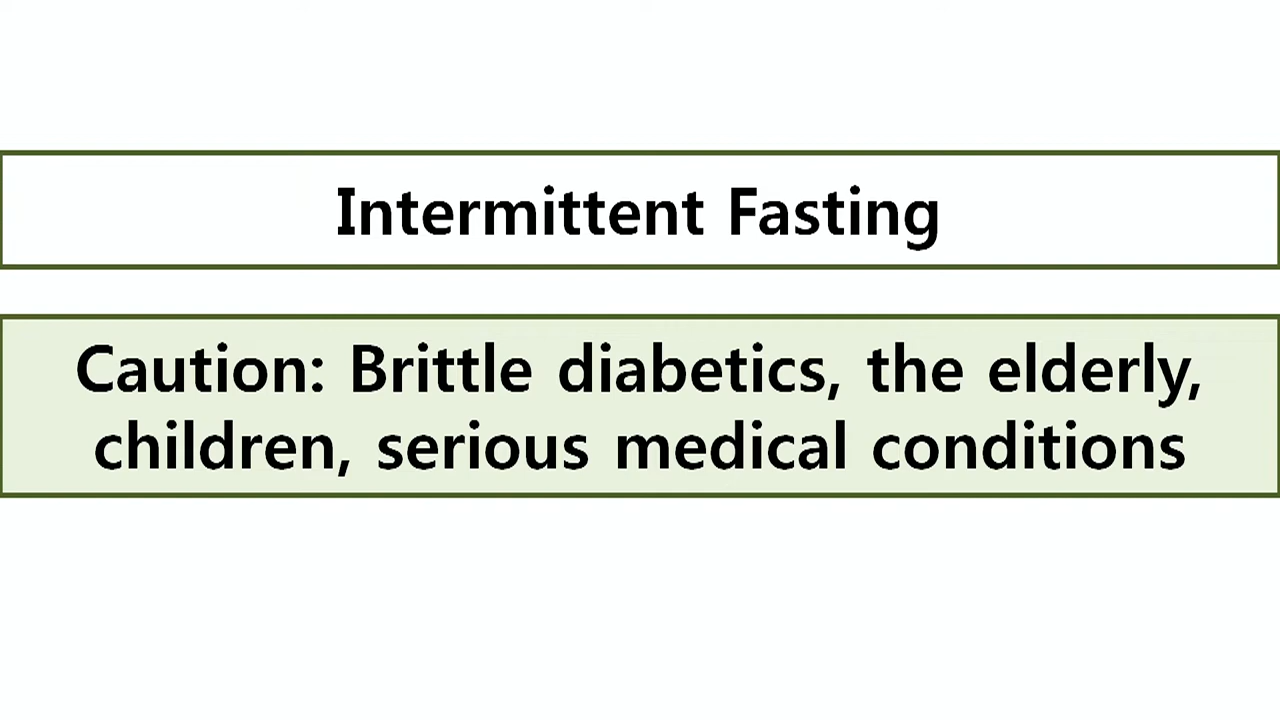 Intermittent Fasting
Caution: Brittle diabetics, the elderly,
children, serious medical conditions